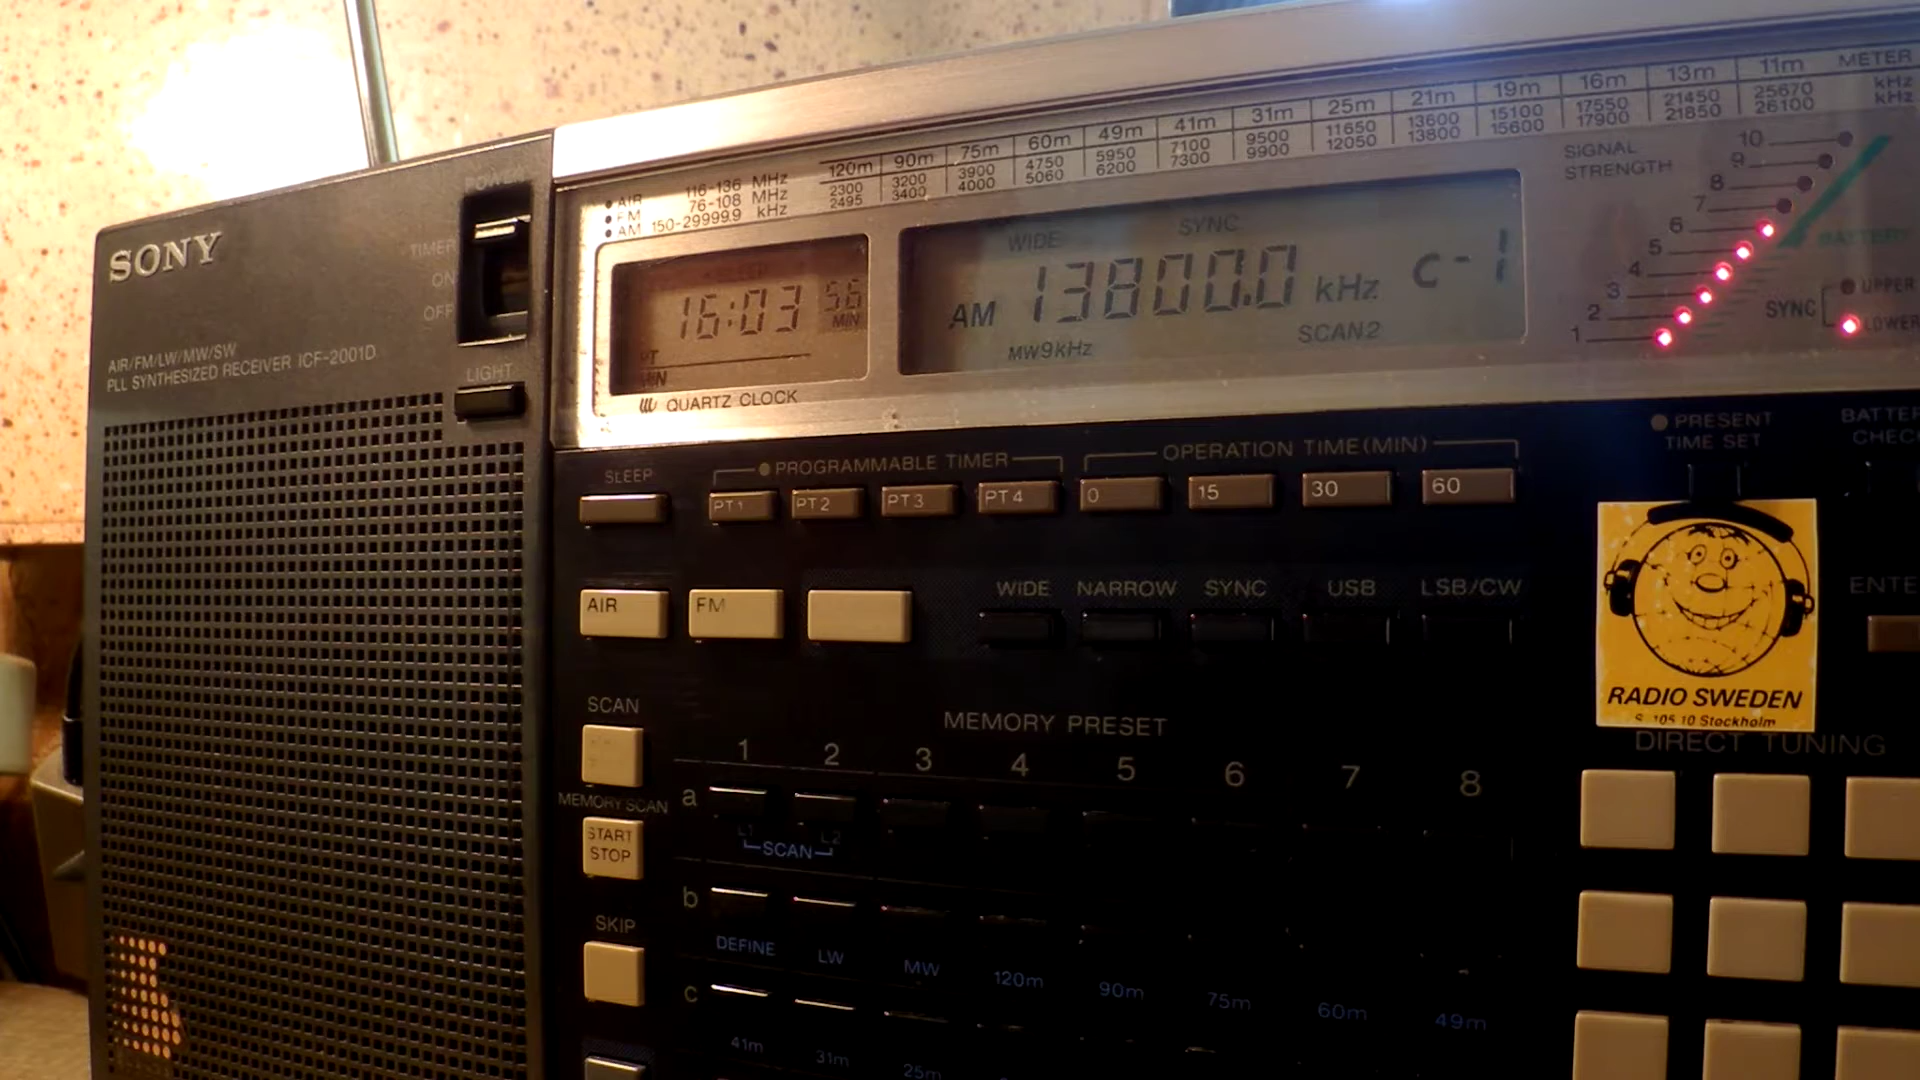 120m 90m 75m 60m 49m 41m 31m 25m 21m 19m 16m 13m 11m METER
2300 3200 3900 4750 5950 7100 9500 11650 13600 15100 17550 21450 25670 kHz
2495 3400 4000 5060 6200 7300 9900 12050 13800 15600 17900 21850 26100 kHz
AIR 116-136 MHz
FM 76-108 MHz
AM 150-29999.9 kHz
SONY
POWER
TIMER
ON
OFF
AIR/FM/LW/MW/SW
PLL SYNTHESIZED RECEIVER ICF-2001D
LIGHT
SLEEP
16:03 56
MIN
QUARTZ CLOCK
WIDE SYNC
AM 13800.0 kHz c-1
MW9kHz SCAN2
SIGNAL
STRENGTH
10
9
8
7
6
5
4
3
2
1
BATTERY
SYNC
UPPER
LOWER
PRESENT
TIME SET
SLEEP
PROGRAMMABLE TIMER
OPERATION TIME(MIN)
PT1 PT2 PT3 PT4 0 15 30 60
AIR FM
WIDE NARROW SYNC USB LSB/CW
RADIO SWEDEN
S-105 10 Stockholm
DIRECT TUNING
SCAN
MEMORY PRESET
1 2 3 4 5 6 7 8
MEMORY SCAN
START
STOP
a
L1 L2
SCAN
b
SKIP
DEFINE LW MW 120m 90m 75m 60m 49m
c
41m 31m 25m